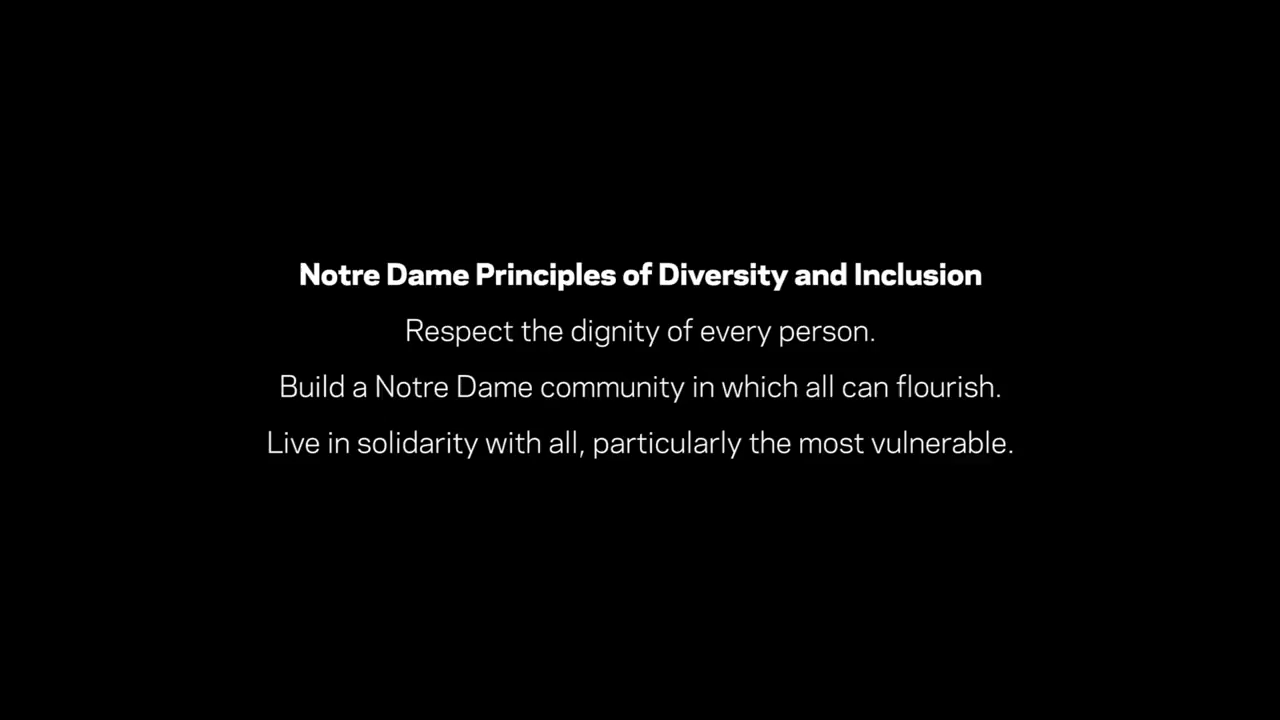 Notre Dame Principles of Diversity and Inclusion
Respect the dignity of every person.
Build a Notre Dame community in which all can flourish.
Live in solidarity with all, particularly the most vulnerable.